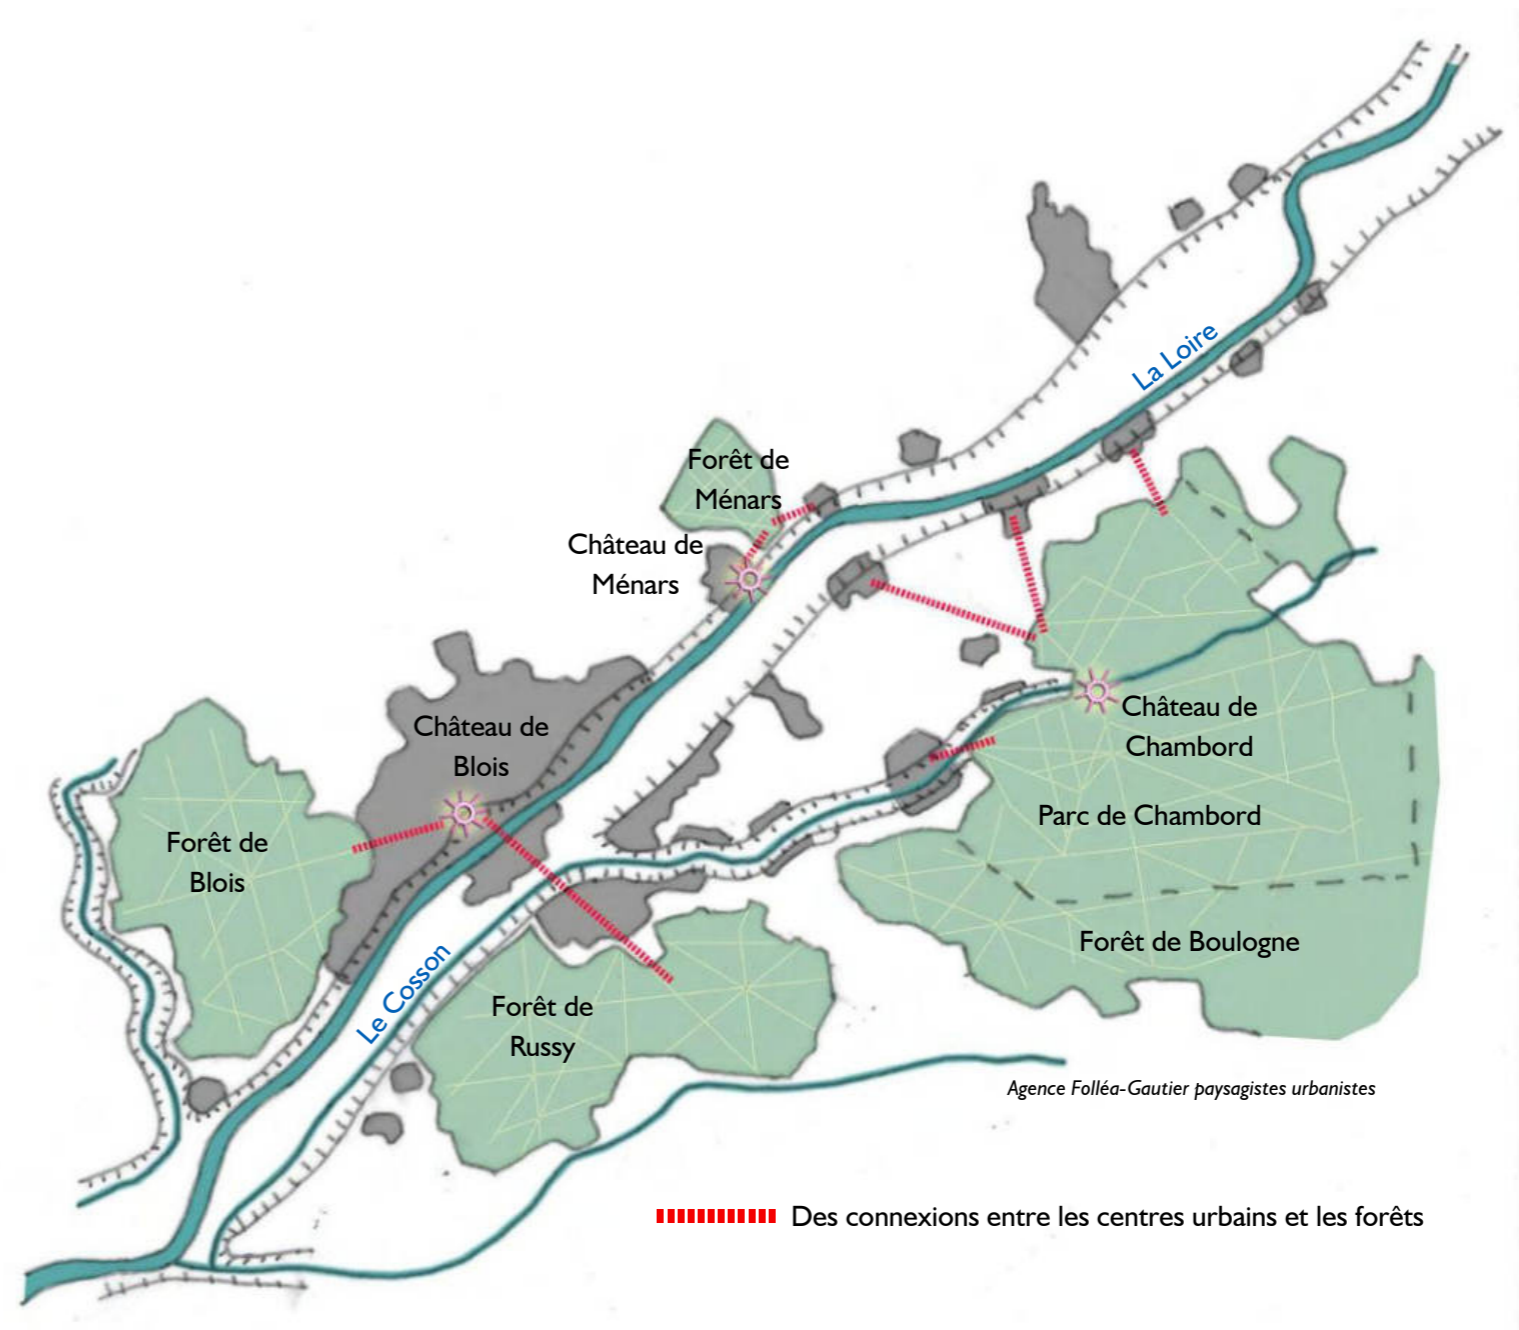 La Loire
Forêt de
Ménars
Château de
Ménars
Château de
Chambord
Château de
Blois
Parc de Chambord
Forêt de
Blois
Forêt de Boulogne
Le Cosson
Forêt de
Russy
Agence Folléa-Gautier paysagistes urbanistes
Des connexions entre les centres urbains et les forêts